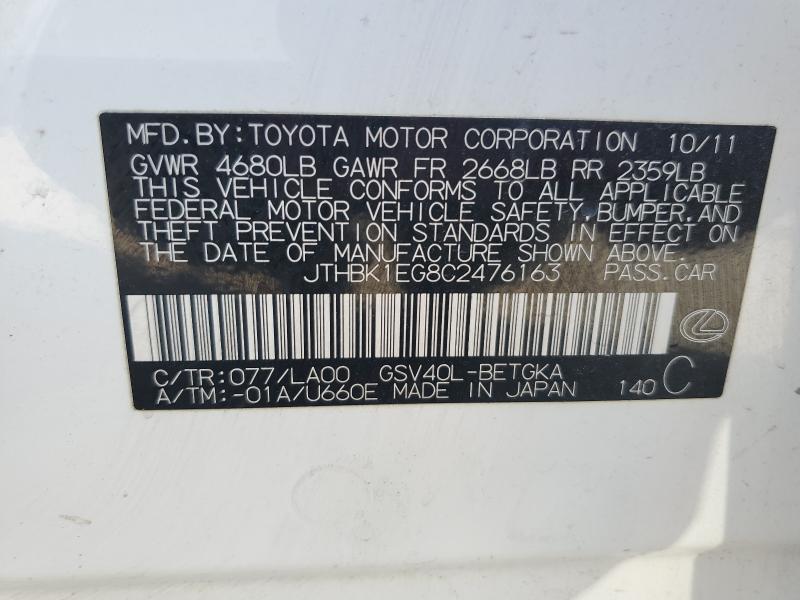 MFD.BY:TOYOTA MOTOR CORPORATION 10/11
GVWR 4680LB GAWR FR 2668LB RR 2359LB
THIS VEHICLE CONFORMS TO ALL APPLICABLE
FEDERAL MOTOR VEHICLE SAFETY,BUMPER,AND
THEFT PREVENTION STANDARDS IN EFFECT ON
THE DATE OF MANUFACTURE SHOWN ABOVE.
JTHBK1EG8C2476163 PASS.CAR
C/TR:077/LA00 GSV40L-BETGKA
A/TM:-01A/U660E MADE IN JAPAN 140 C